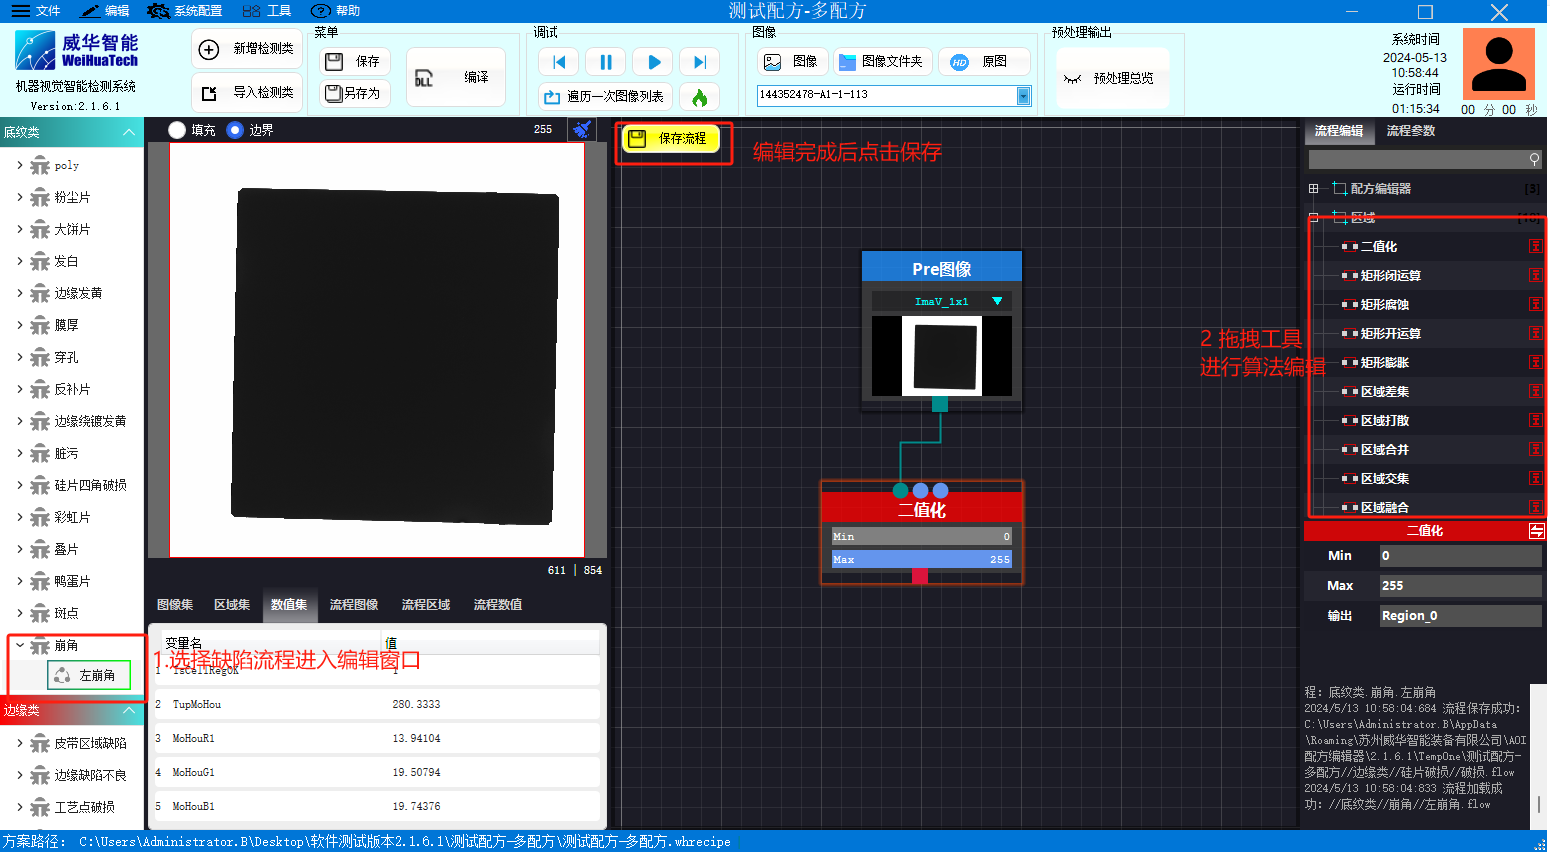 文件 编辑 系统配置 工具 帮助 测试配方-多配方
威华智能
WeiHuaTech
机器视觉智能检测系统
Version:2.1.6.1
新增检测类
导入检测类
菜单
保存
另存为
DLL 编译
调试
遍历一次图像列表
图像
图像 图像文件夹 HD 原图
144352478-A1-1-113
预处理输出
预处理总览
系统时间
2024-05-13
10:58:44
运行时间
01:15:34
00 分 00 秒
底纹类
poly
粉尘片
大饼片
发白
边缘发黄
膜厚
穿孔
反补片
边缘绕镀发黄
脏污
硅片四角破损
彩虹片
叠片
鸭蛋片
斑点
崩角
左崩角
边缘类
皮带区域缺陷
边缘缺陷不良
工艺点破损
填充 边界 255
611 | 854
图像集 区域集 数值集 流程图像 流程区域 流程数值
变量名 值
1.选择缺陷流程进入编辑窗口
1 IsCellRegOK 1
2 TupMoHou 280.3333
3 MoHouR1 13.94104
4 MoHouG1 19.50794
5 MoHouB1 19.74376
保存流程
编辑完成后点击保存
Pre图像
ImaV_1x1
二值化
Min 0
Max 255
2 拖拽工具
进行算法编辑
流程编辑 流程参数
配方编辑器 [3]
区域
二值化
矩形闭运算
矩形腐蚀
矩形开运算
矩形膨胀
区域差集
区域打散
区域合并
区域交集
区域融合
二值化
Min 0
Max 255
输出 Region_0
程: 底纹类.崩角.左崩角
2024/5/13 10:58:04:684 流程保存成功:
C:\Users\Administrator.B\AppData
\Roaming\苏州威华智能装备有限公司\AOI
配方编辑器\2.1.6.1\TempOne\测试配方-
多配方//边缘类//硅片破损//破损.flow
2024/5/13 10:58:04:833 流程加载成
功: //底纹类//崩角//左崩角.flow
方案路径: C:\Users\Administrator.B\Desktop\软件测试版本2.1.6.1\测试配方-多配方\测试配方-多配方.whrecipe